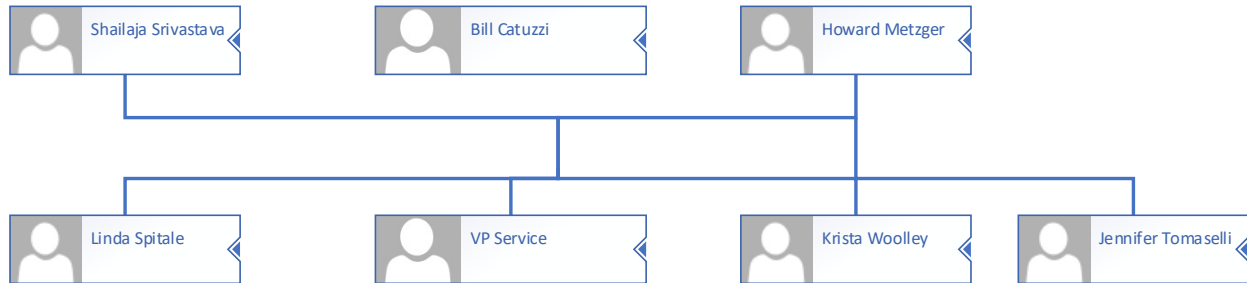 Shailaja Srivastava
Bill Catuzzi
Howard Metzger
Linda Spitale
VP Service
Krista Woolley
Jennifer Tomaselli